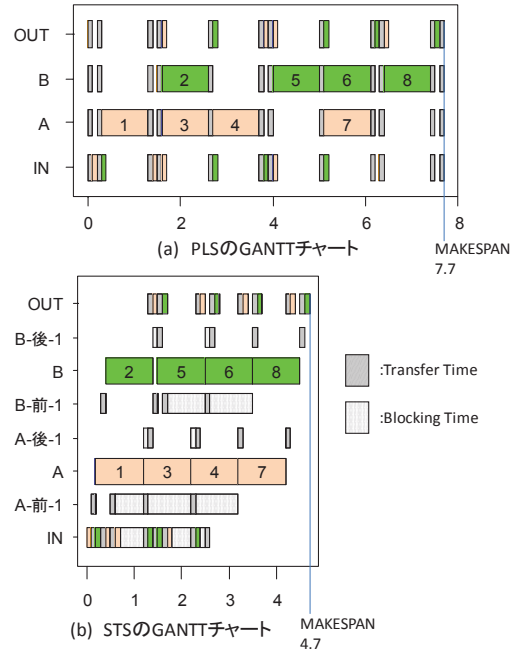 OUT
B
2
5
6
8
A
1
3
4
7
IN
0
2
4
6
8
(a) PLSのGANTTチャート
MAKESPAN
7.7
OUT
B-後-1
B
2
5
6
8
B-前-1
A-後-1
A
1
3
4
7
A-前-1
IN
0
1
2
3
4
MAKESPAN
4.7
(b) STSのGANTTチャート
:Transfer Time
:Blocking Time